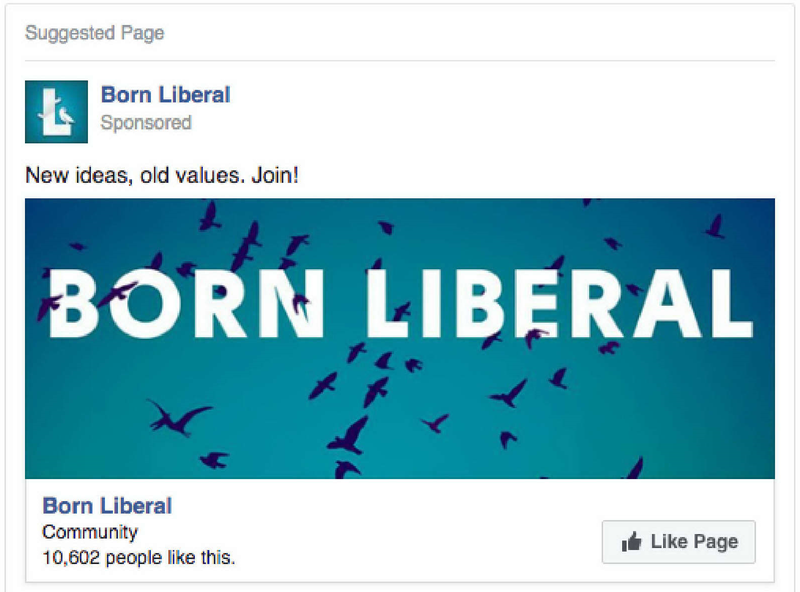 Suggested Page
Born Liberal
Sponsored
New ideas, old values. Join!
BORN LIBERAL
Born Liberal
Community
10,602 people like this.
Like Page